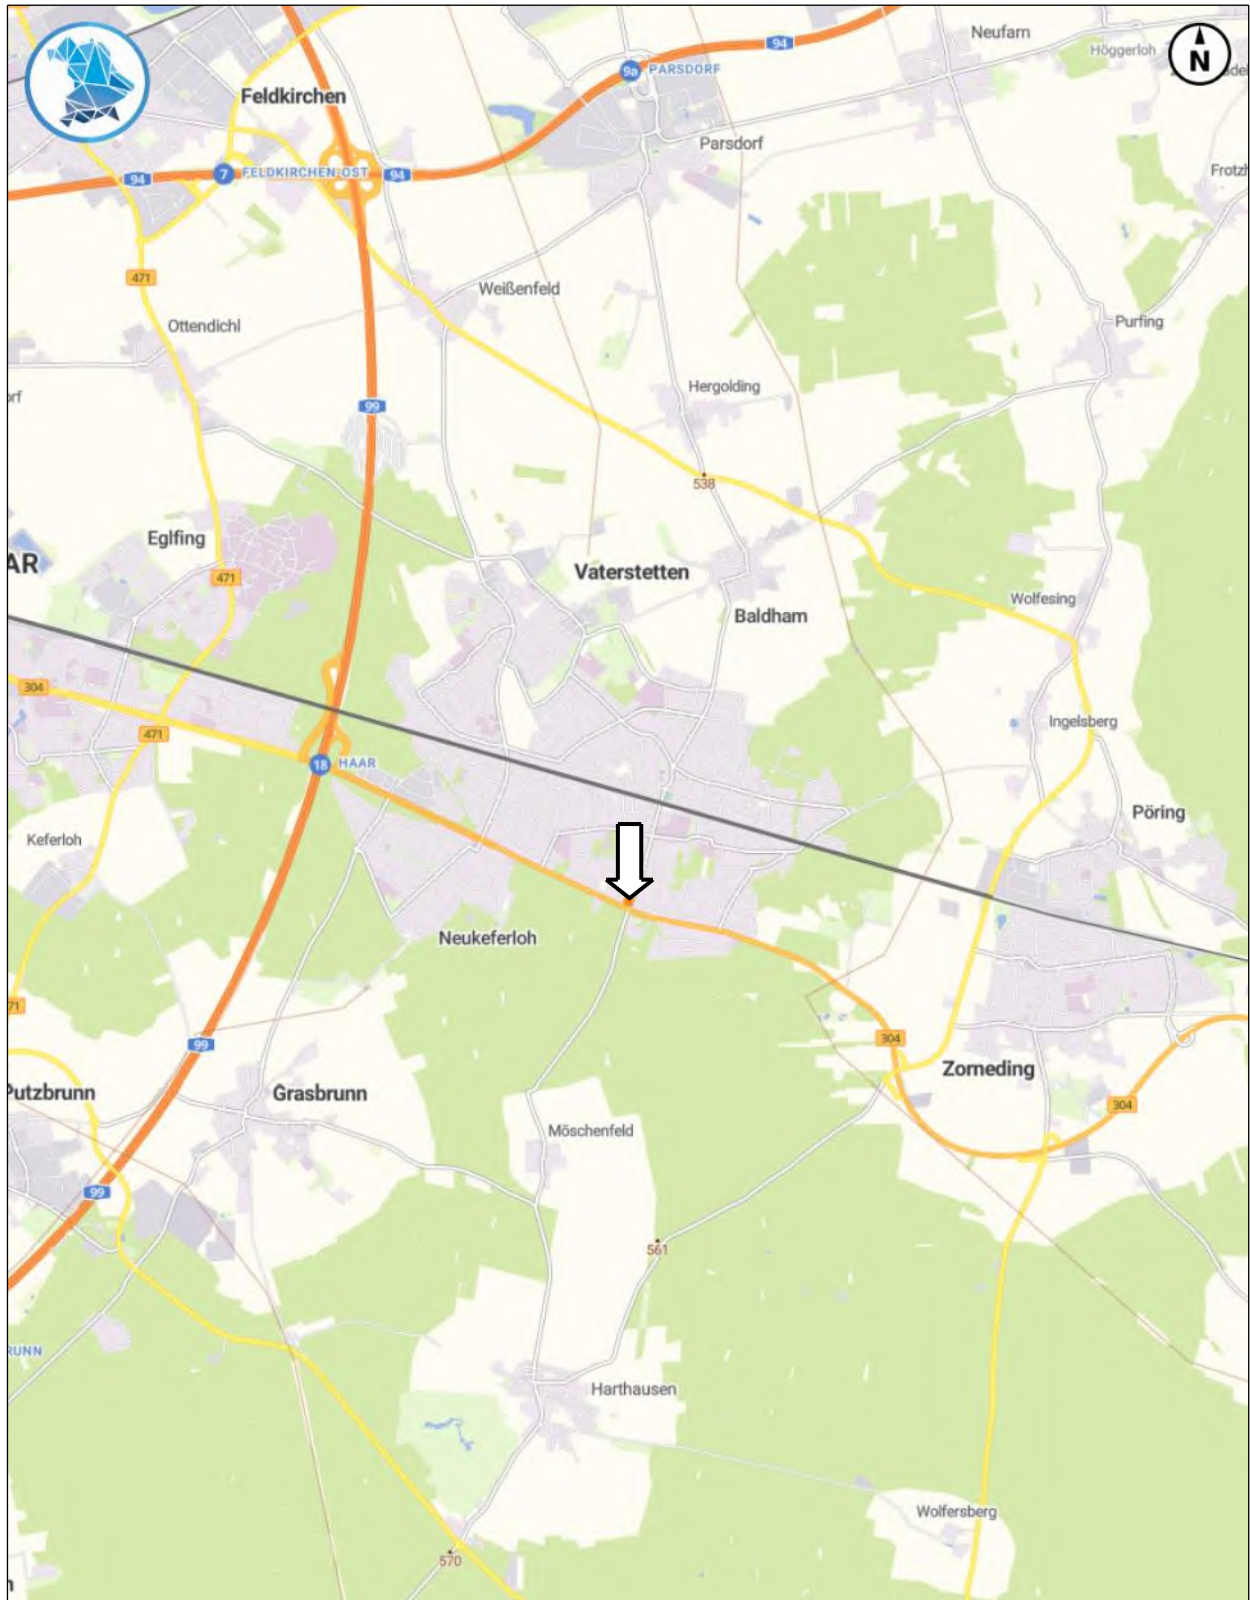 94
Neufarn
Höggerloh
N
9a PARSDORF
Feldkirchen
Parsdorf
7 FELDKIRCHEN-OST
94
94
471
Weißenfeld
Ottendichl
Purfing
Hergolding
99
538
Eglfing
471
Vaterstetten
Wolfesing
Baldham
304
471
Ingelsberg
18 HAAR
Pöring
Keferloh
Neukeferloh
99
304
Zorneding
Putzbrunn
Grasbrunn
304
Möschenfeld
99
561
Harthausen
Wolfersberg
570